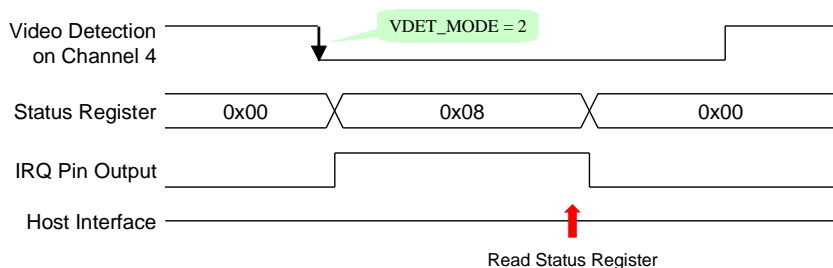 VDET_MODE = 2
Video Detection
on Channel 4
Status Register
0x00
0x08
0x00
IRQ Pin Output
Host Interface
Read Status Register